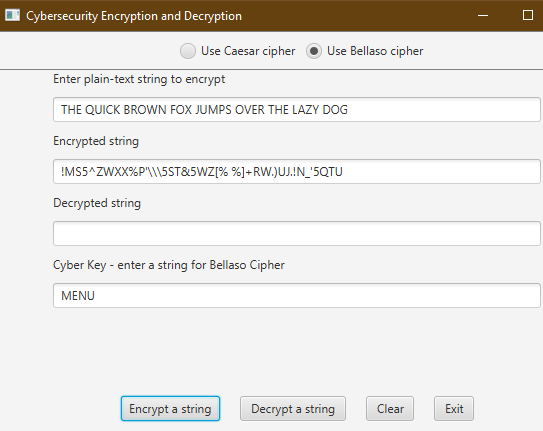 Cybersecurity Encryption and Decryption
Use Caesar cipher Use Bellaso cipher
Enter plain-text string to encrypt
THE QUICK BROWN FOX JUMPS OVER THE LAZY DOG
Encrypted string
!MS5^ZWXX%P'\\\5ST&5WZ[% %]+RW.)UJ.!N_'5QTU
Decrypted string
Cyber Key - enter a string for Bellaso Cipher
MENU
Encrypt a string Decrypt a string Clear Exit